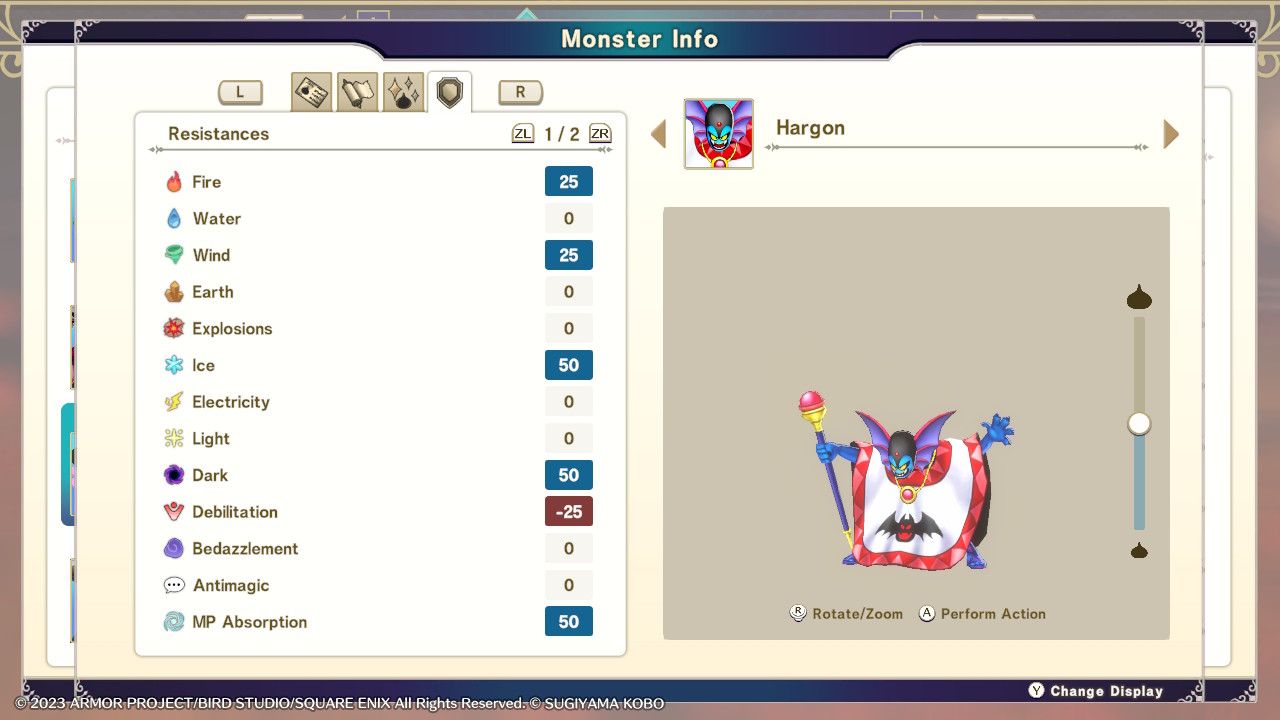 Monster Info
L
R
Resistances
ZL 1 / 2 ZR
Fire 25
Water 0
Wind 25
Earth 0
Explosions 0
Ice 50
Electricity 0
Light 0
Dark 50
Debilitation -25
Bedazzlement 0
Antimagic 0
MP Absorption 50
Hargon
R Rotate/Zoom A Perform Action
Y Change Display
© 2023 ARMOR PROJECT/BIRD STUDIO/SQUARE ENIX All Rights Reserved. © SUGIYAMA KOBO